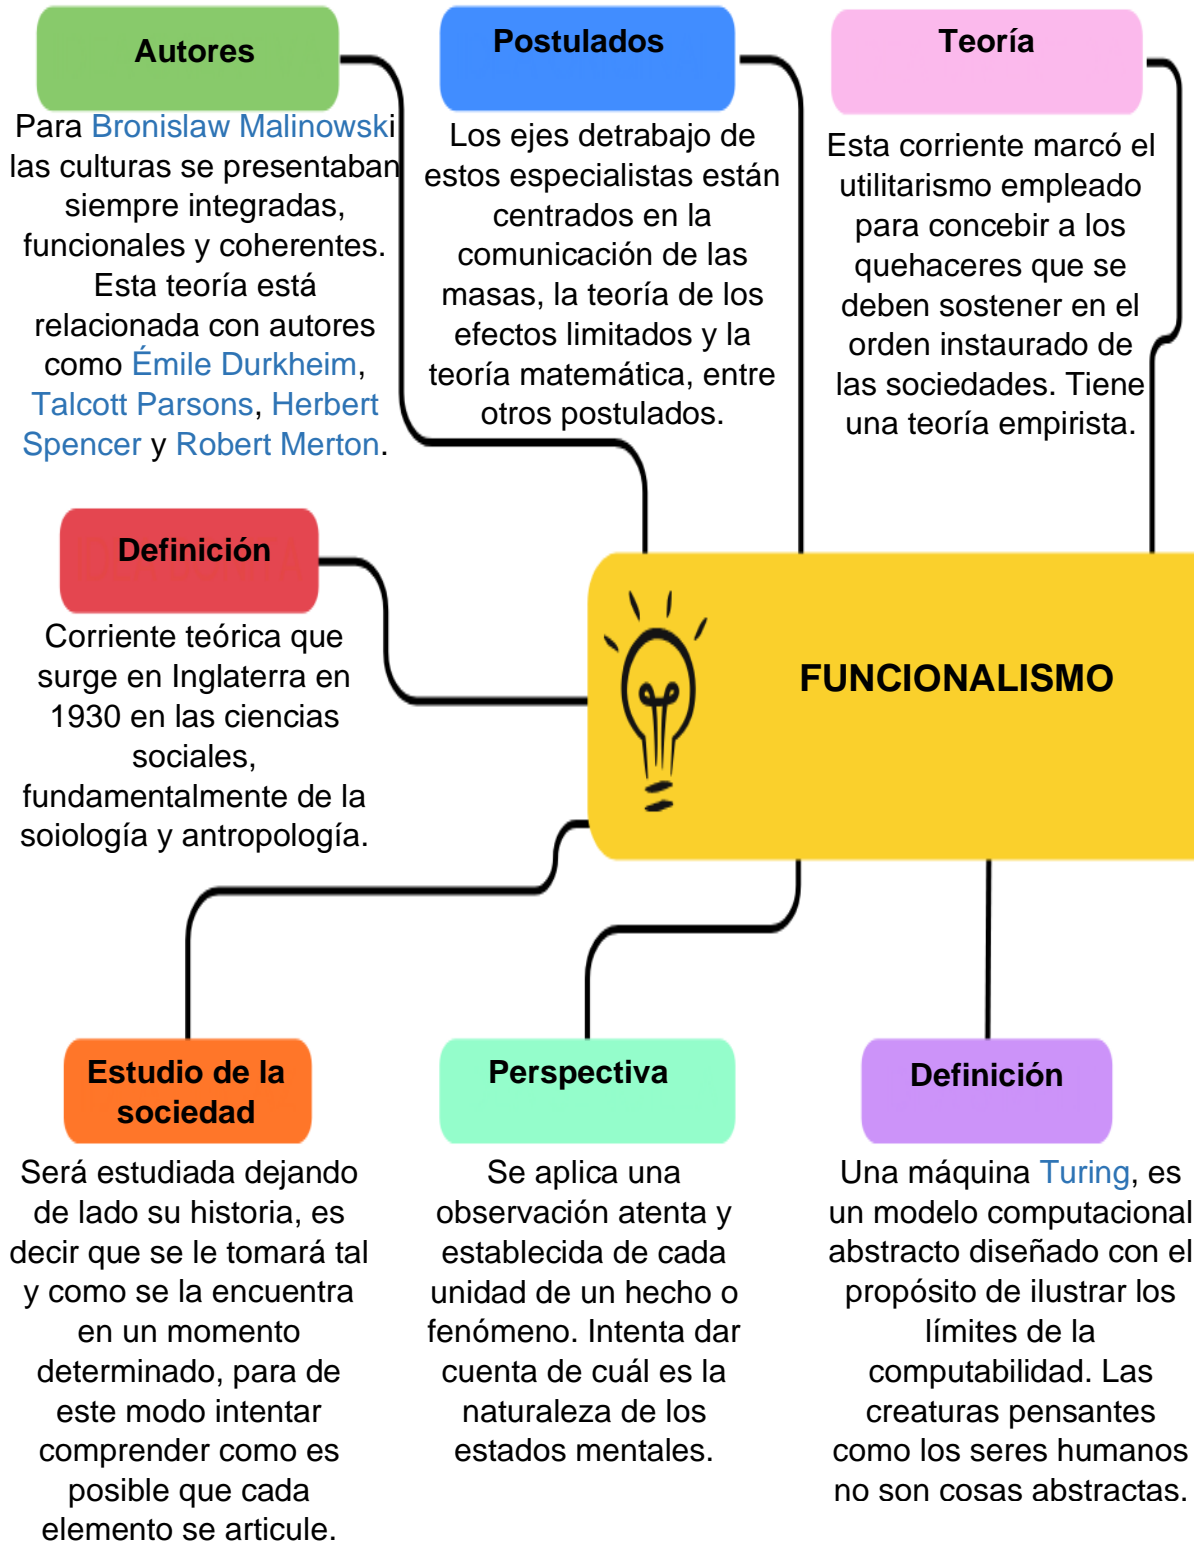 Autores
Para Bronislaw Malinowski
las culturas se presentaban
siempre integradas,
funcionales y coherentes.
Esta teoría está
relacionada con autores
como Émile Durkheim,
Talcott Parsons, Herbert
Spencer y Robert Merton.
Postulados
Los ejes detrabajo de
estos especialistas están
centrados en la
comunicación de las
masas, la teoría de los
efectos limitados y la
teoría matemática, entre
otros postulados.
Teoría
Esta corriente marcó el
utilitarismo empleado
para concebir a los
quehaceres que se
deben sostener en el
orden instaurado de
las sociedades. Tiene
una teoría empirista.
Definición
Corriente teórica que
surge en Inglaterra en
1930 en las ciencias
sociales,
fundamentalmente de la
soiología y antropología.
FUNCIONALISMO
Estudio de la
sociedad
Será estudiada dejando
de lado su historia, es
decir que se le tomará tal
y como se la encuentra
en un momento
determinado, para de
este modo intentar
comprender como es
posible que cada
elemento se articule.
Perspectiva
Se aplica una
observación atenta y
establecida de cada
unidad de un hecho o
fenómeno. Intenta dar
cuenta de cuál es la
naturaleza de los
estados mentales.
Definición
Una máquina Turing, es
un modelo computacional
abstracto diseñado con el
propósito de ilustrar los
límites de la
computabilidad. Las
creaturas pensantes
como los seres humanos
no son cosas abstractas.